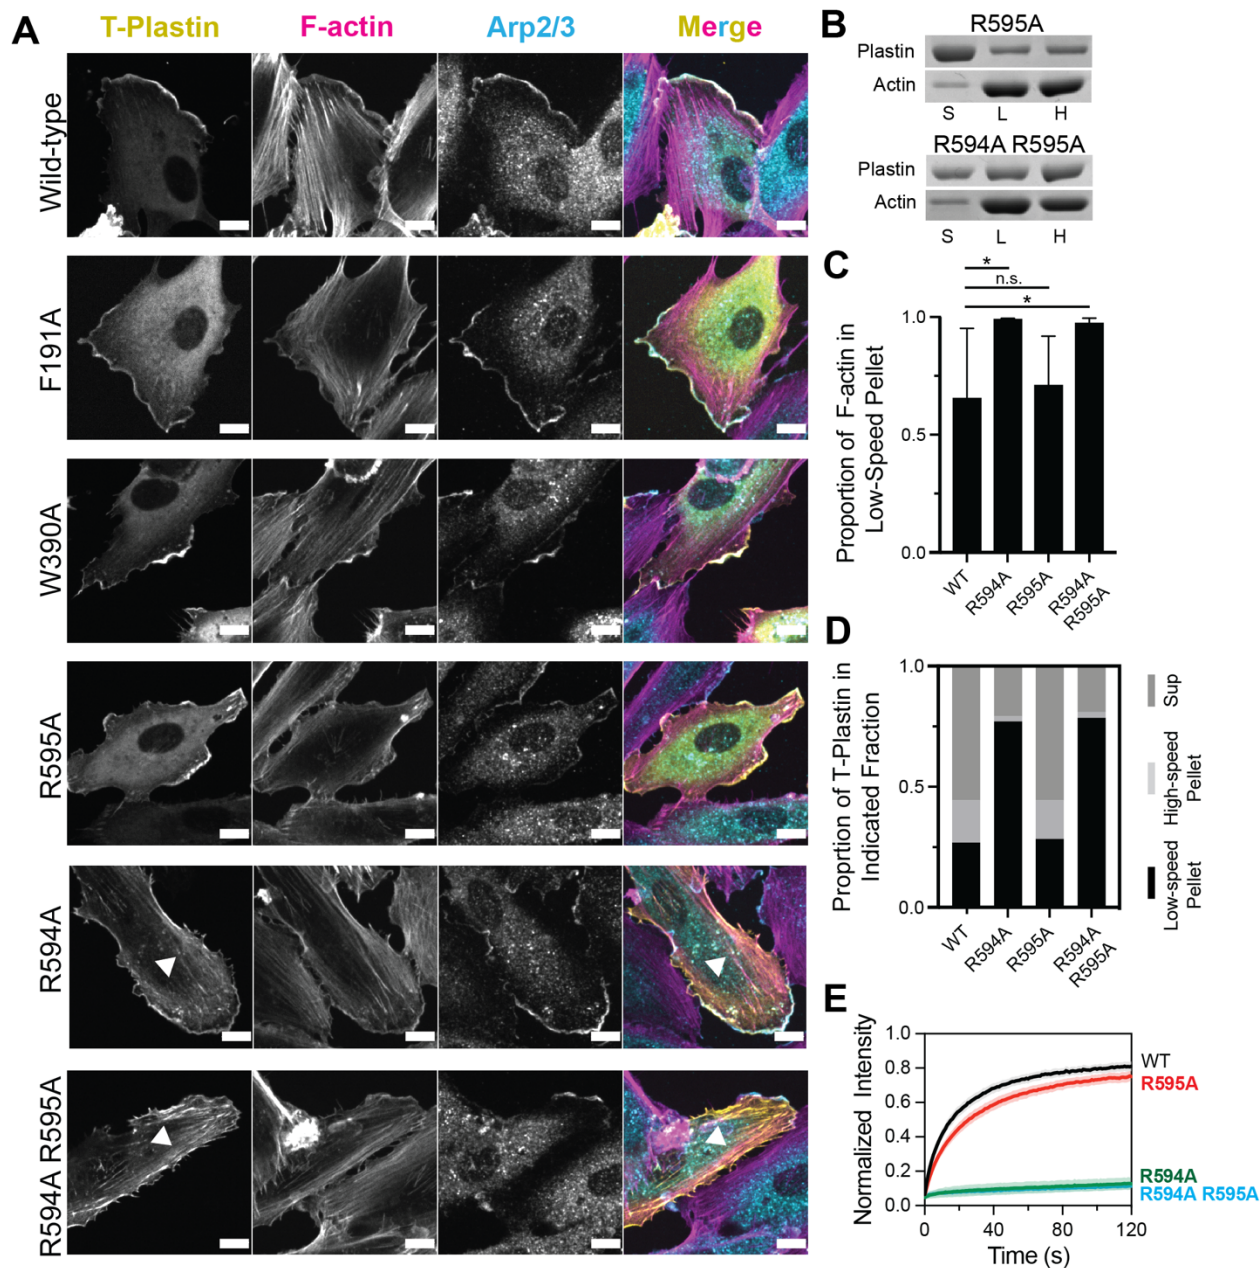 A
T-Plastin
F-actin
Arp2/3
Merge
Wild-type
F191A
W390A
R595A
R594A
R594A R595A
B
R595A
Plastin
Actin
S L H
R594A R595A
Plastin
Actin
S L H
C
*
n.s.
*
Proportion of F-actin in
Low-Speed Pellet
1.0
0.5
0.0
WT
R594A
R595A
R594A
R595A
D
Proprtion of T-Plastin in
Indicated Fraction
1.0
0.5
0.0
WT
R594A
R595A
R594A
R595A
Sup
High-speed
Pellet
Low-speed
Pellet
E
Normalized Intensity
1.0
0.8
0.6
0.4
0.2
0.0
0 40 80 120
Time (s)
WT
R595A
R594A
R594A R595A